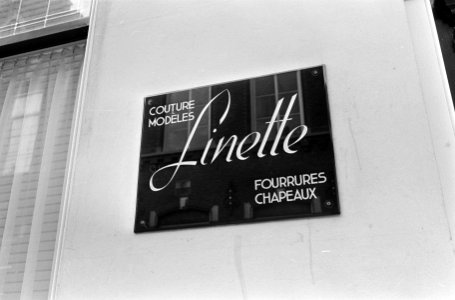 COUTURE
MODÈLES
Linette
FOURRURES
CHAPEAUX